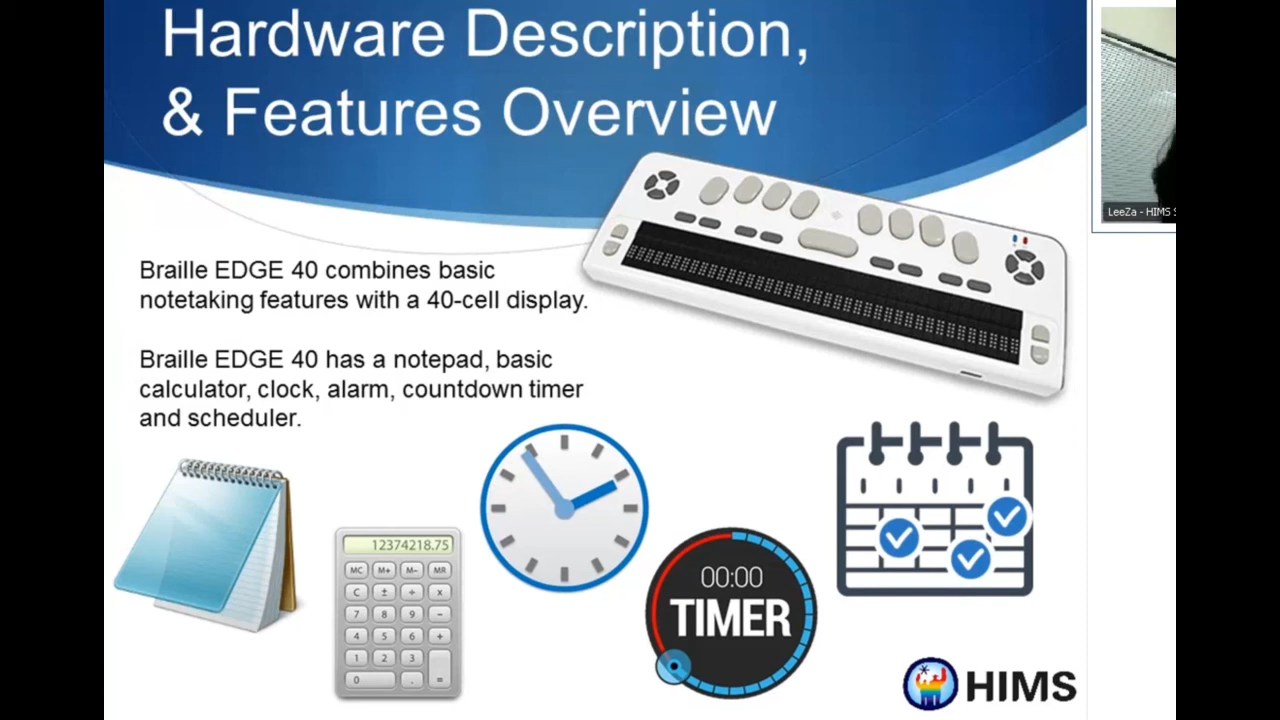 Hardware Description,
& Features Overview
LeeZa - HIMS S
Braille EDGE 40 combines basic
notetaking features with a 40-cell display.
Braille EDGE 40 has a notepad, basic
calculator, clock, alarm, countdown timer
and scheduler.
12374218.75
MC M+ M- MR
C ± ÷ x
7 8 9 -
4 5 6 +
1 2 3
0 . =
00:00
TIMER
HIMS